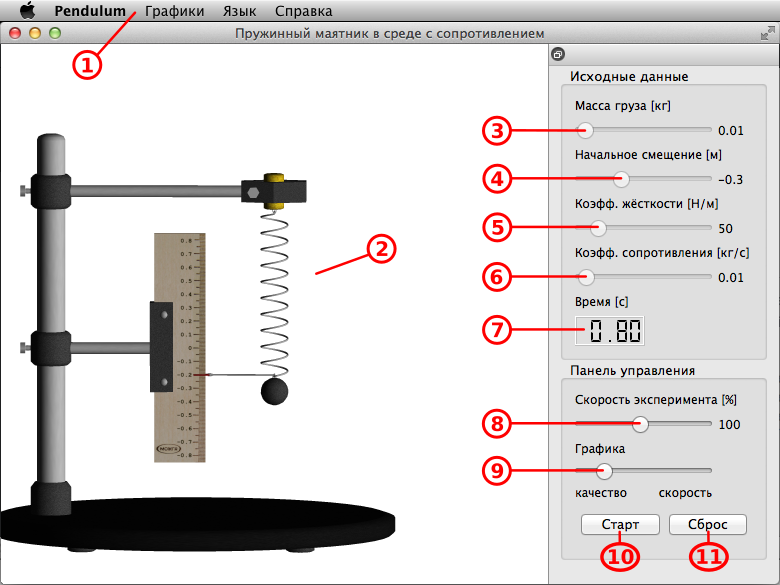 Pendulum Графики Язык Справка
Пружинный маятник в среде с сопротивлением
1
Исходные данные
Масса груза [кг]
3
0.01
Начальное смещение [м]
4
-0.3
Коэфф. жёсткости [Н/м]
5
50
Коэфф. сопротивления [кг/с]
6
0.01
Время [с]
7
0.80
2
0.8
0.7
0.6
0.5
0.4
0.3
0.2
0.1
0
-0.1
-0.2
-0.3
-0.4
-0.5
-0.6
-0.7
-0.8
Панель управления
Скорость эксперимента [%]
8
100
Графика
9
качество скорость
Старт Сброс
10 11